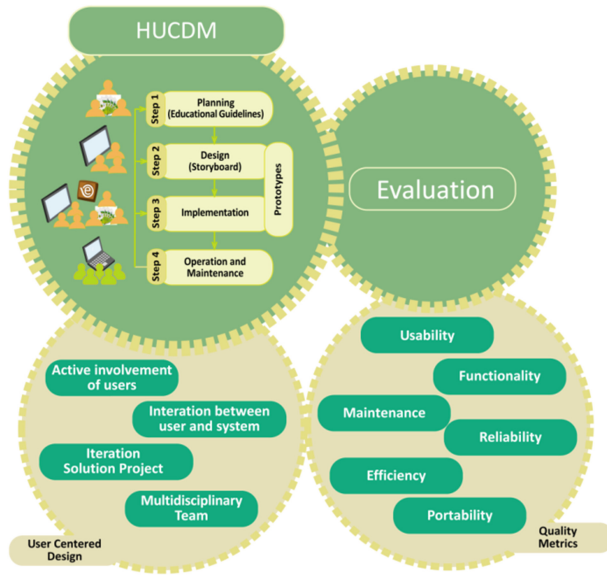 HUCDM
Step 1
Planning
(Educational Guidelines)
Step 2
Design
(Storyboard)
Step 3
Implementation
Prototypes
Step 4
Operation and
Maintenance
Evaluation
Active involvement
of users
Interation between
user and system
Iteration
Solution Project
Multidisciplinary
Team
User Centered
Design
Usability
Functionality
Maintenance
Reliability
Efficiency
Portability
Quality
Metrics